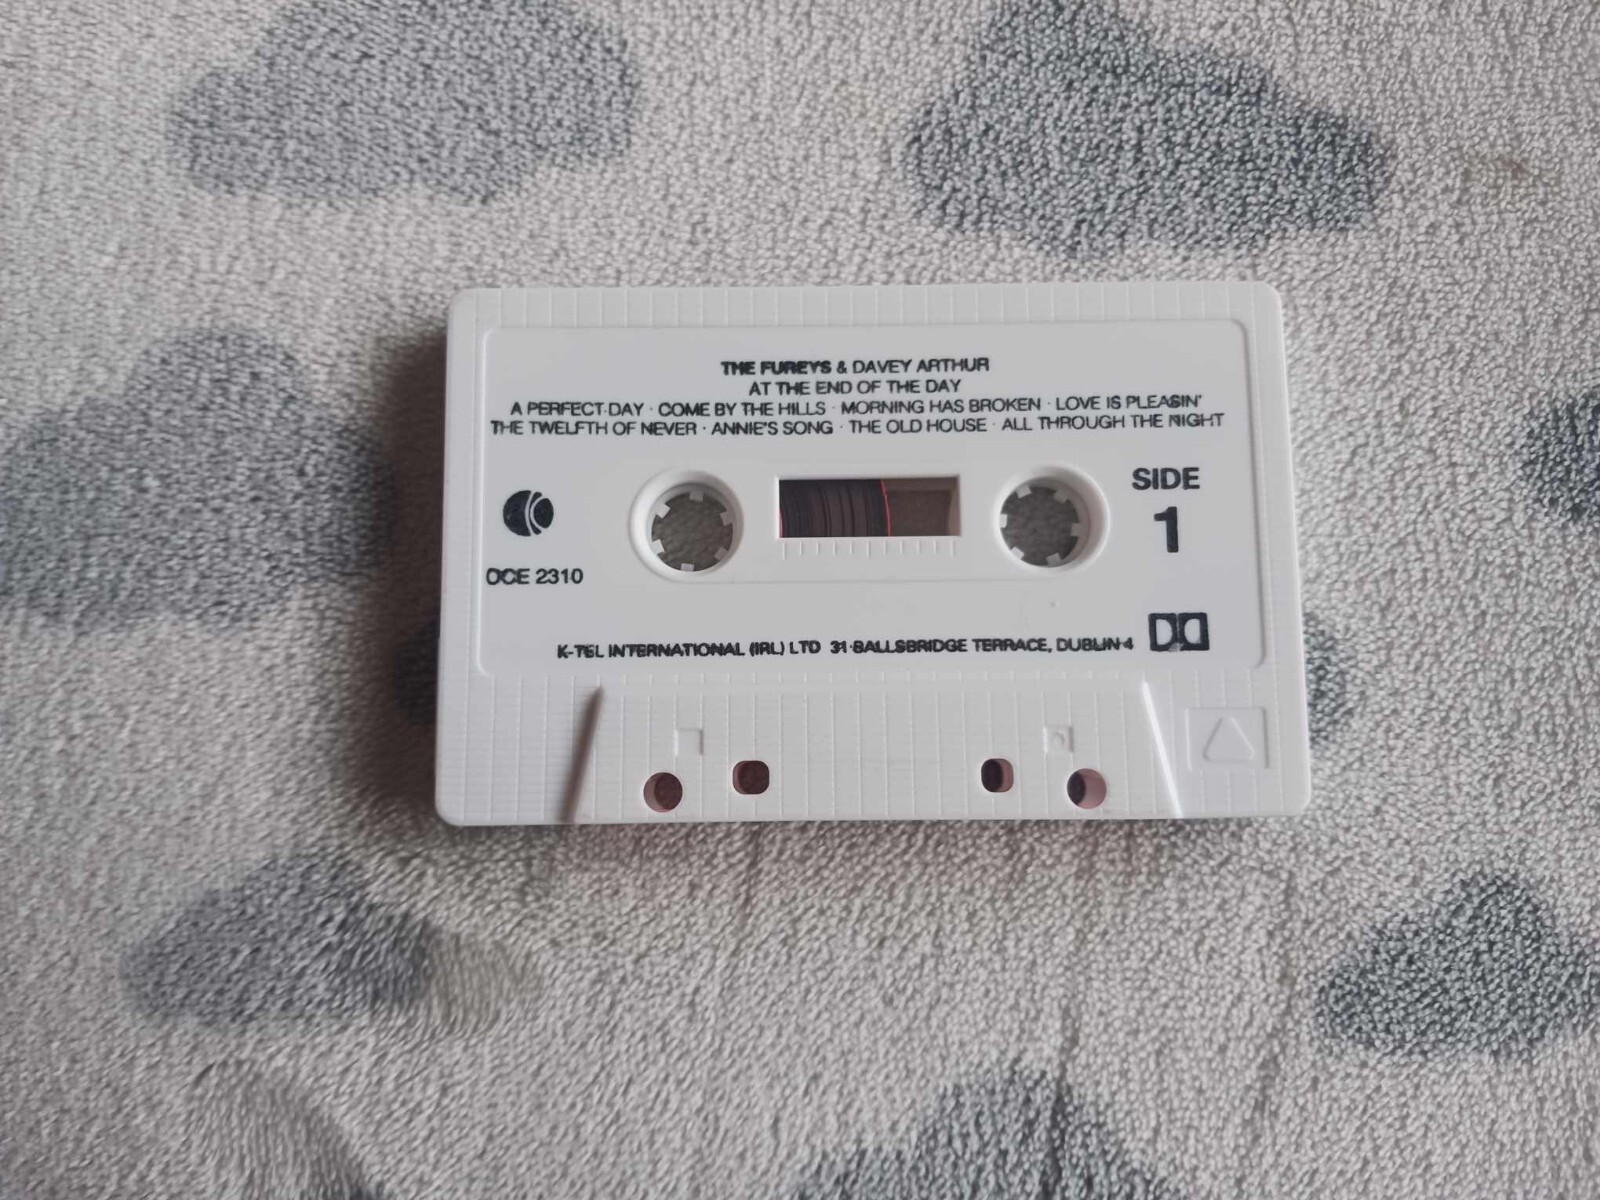 THE FUREYS & DAVEY ARTHUR
AT THE END OF THE DAY
A PERFECT DAY · COME BY THE HILLS · MORNING HAS BROKEN · LOVE IS PLEASIN'
THE TWELFTH OF NEVER · ANNIE'S SONG · THE OLD HOUSE · ALL THROUGH THE NIGHT
SIDE
1
OCE 2310
K-TEL INTERNATIONAL (IRL) LTD 31 BALLSBRIDGE TERRACE, DUBLIN 4